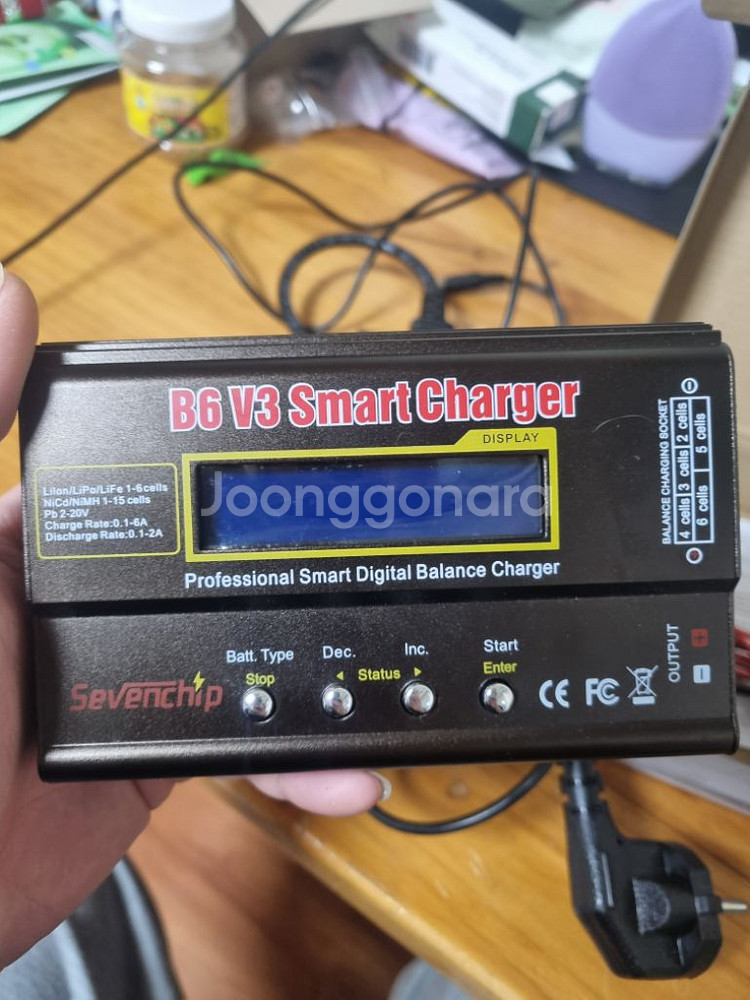 B6 V3 Smart Charger
DISPLAY
LiIon/LiPo/LiFe 1-6cells
NiCd/NiMH 1-15 cells
Pb 2-20V
Charge Rate:0.1-6A
Discharge Rate:0.1-2A
Joonggonara
Professional Smart Digital Balance Charger
BALANCE CHARGING SOCKET
2 cells
3 cells
4 cells
5 cells
6 cells
Batt. Type
Dec.
Inc.
Start
Stop
Status
Enter
Sevenchip
CE FC
OUTPUT
+
-